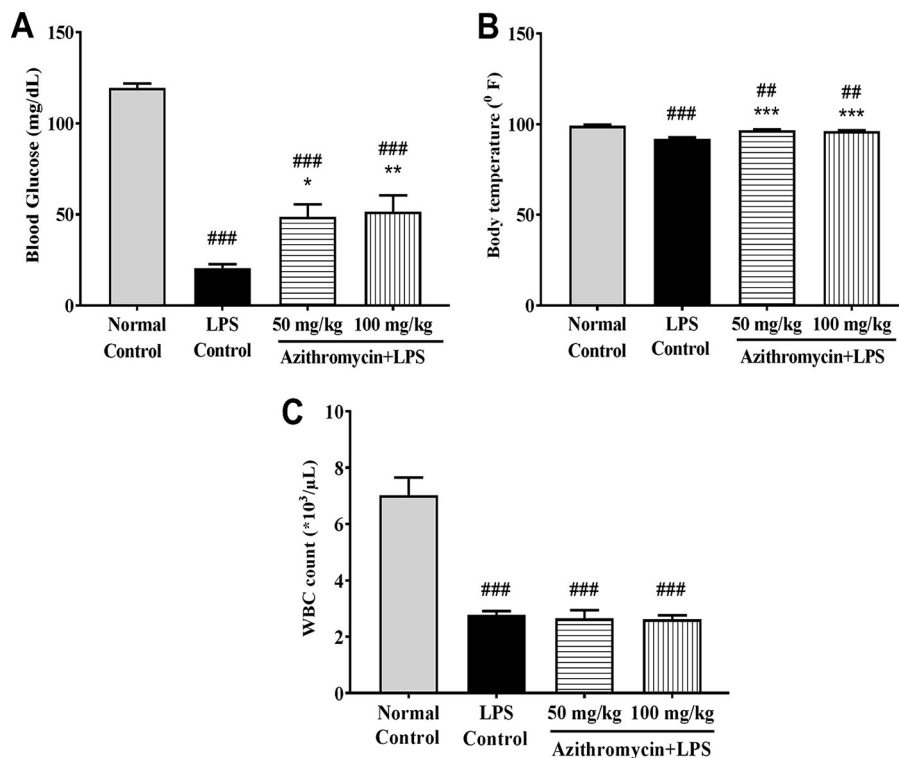 A
Blood Glucose (mg/dL)
150
100
50
0
###
###
*
###
**
Normal Control
LPS Control
50 mg/kg
100 mg/kg
Azithromycin+LPS
B
Body temperature (⁰ F)
150
100
50
0
###
##
***
##
***
Normal Control
LPS Control
50 mg/kg
100 mg/kg
Azithromycin+LPS
C
WBC count (*10³/µL)
10
8
6
4
2
0
###
###
###
Normal Control
LPS Control
50 mg/kg
100 mg/kg
Azithromycin+LPS